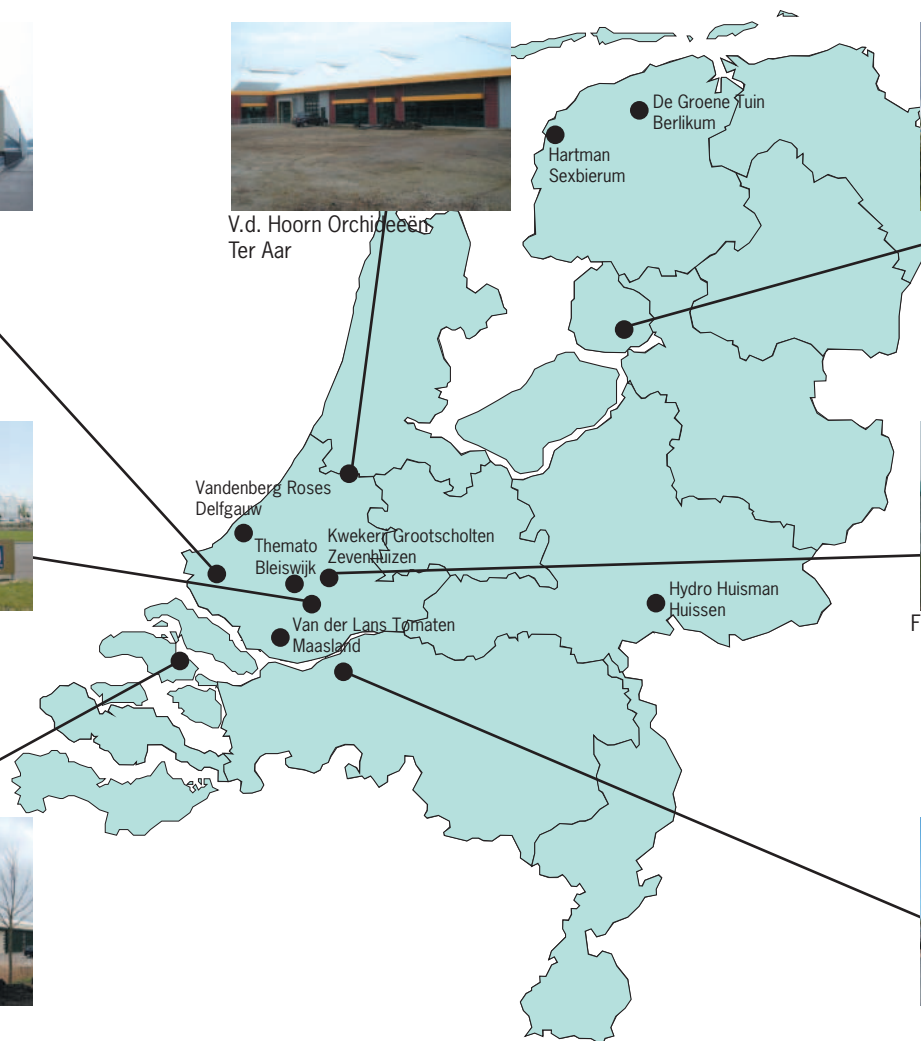 De Groene Tuin
Berlikum
Hartman
Sexbierum
V.d. Hoorn Orchideeën
Ter Aar
Vandenberg Roses
Delfgauw
Themato
Bleiswijk
Kwekerij Grootscholten
Zevenhuizen
Hydro Huisman
Huissen
F
Van der Lans Tomaten
Maasland